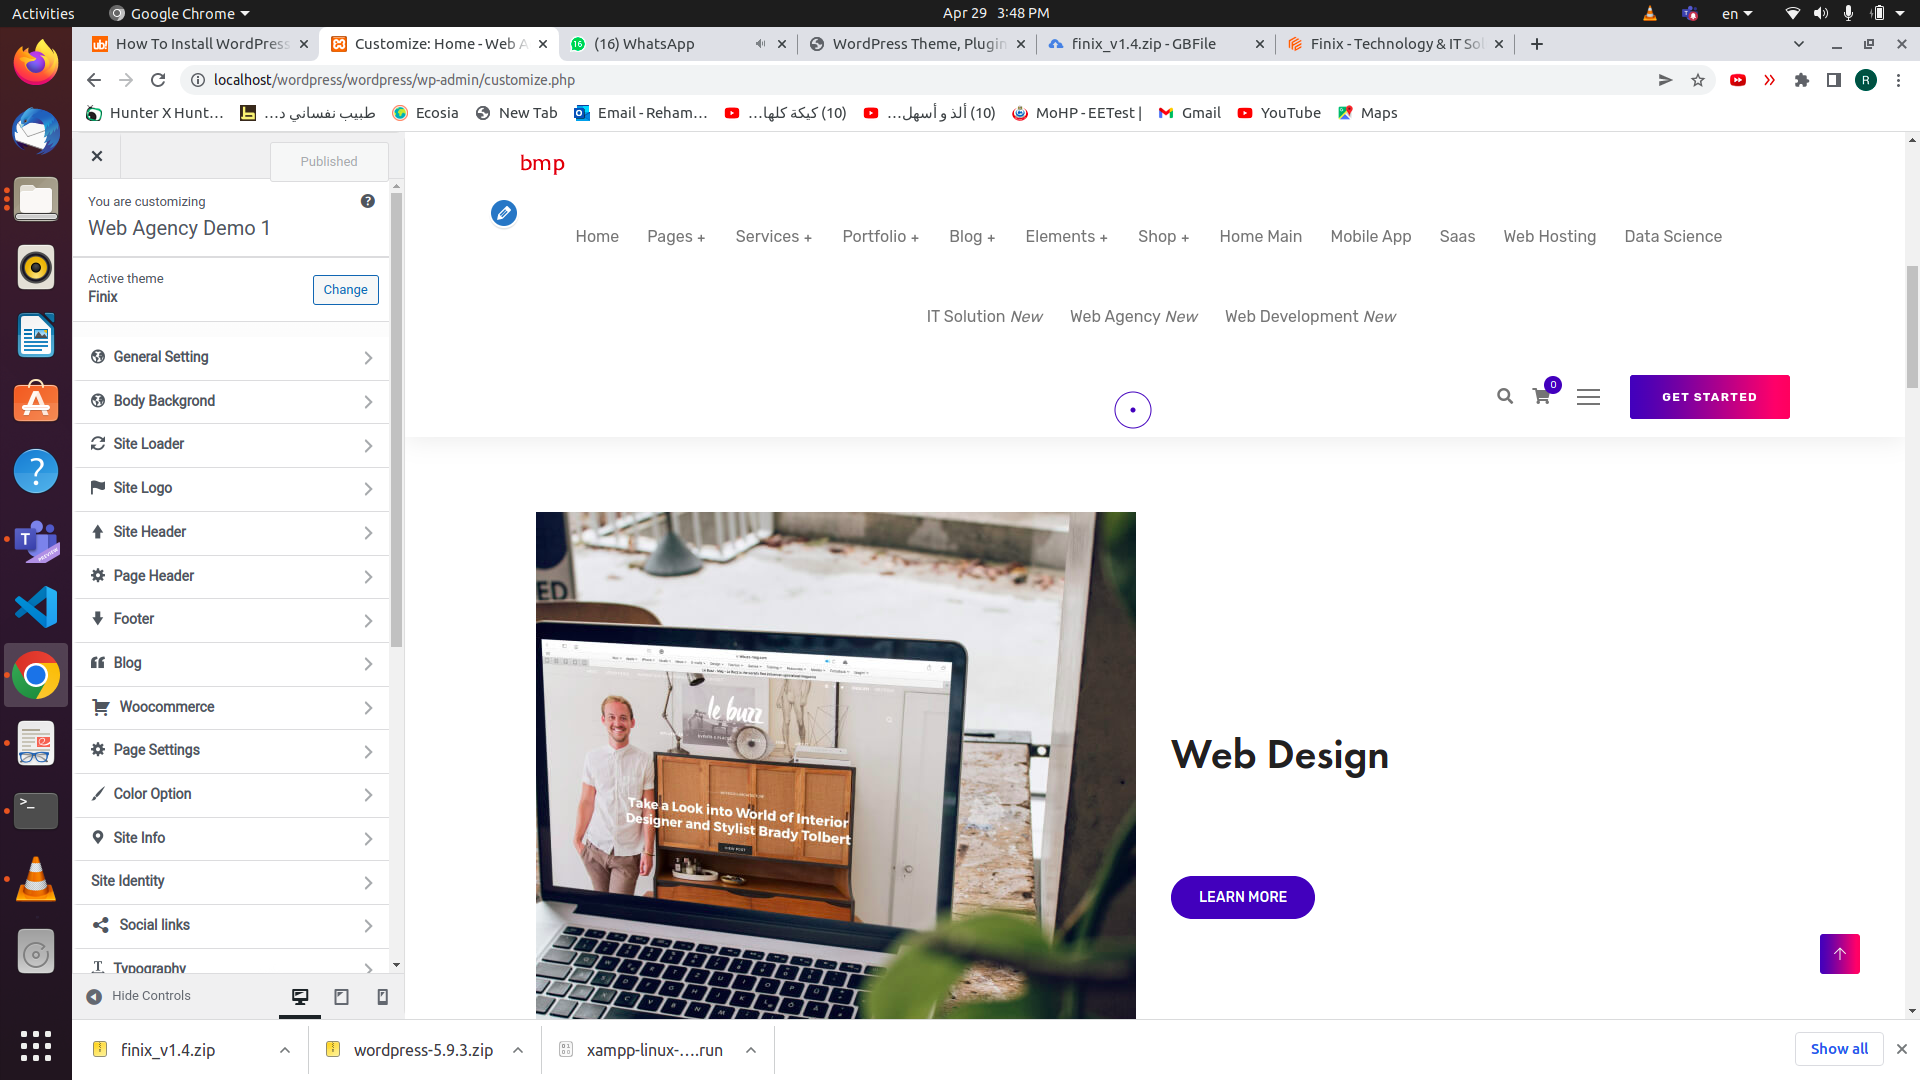 Activities
Google Chrome
Apr 29 3:48 PM
en
How To Install WordPress
Customize: Home - Web A
(16) WhatsApp
WordPress Theme, Plugin
finix_v1.4.zip - GBFile
Finix - Technology & IT Sol
localhost/wordpress/wordpress/wp-admin/customize.php
R
Hunter X Hunt...
طبيب نفساني د...
Ecosia
New Tab
Email - Reham...
(10) كيكة كلها...
(10) ألذ و أسهل...
MoHP - EETest |
Gmail
YouTube
Maps
Published
You are customizing
Web Agency Demo 1
Active theme
Finix
Change
General Setting
Body Backgrond
Site Loader
Site Logo
Site Header
Page Header
Footer
Blog
Woocommerce
Page Settings
Color Option
Site Info
Site Identity
Social links
Typography
Hide Controls
bmp
Home Pages + Services + Portfolio + Blog + Elements + Shop + Home Main Mobile App Saas Web Hosting Data Science
IT Solution New Web Agency New Web Development New
0
GET STARTED
le buzz
Take a Look into World of Interior
Designer and Stylist Brady Tolbert
VIEW POST
Web Design
LEARN MORE
finix_v1.4.zip
wordpress-5.9.3.zip
xampp-linux-....run
Show all